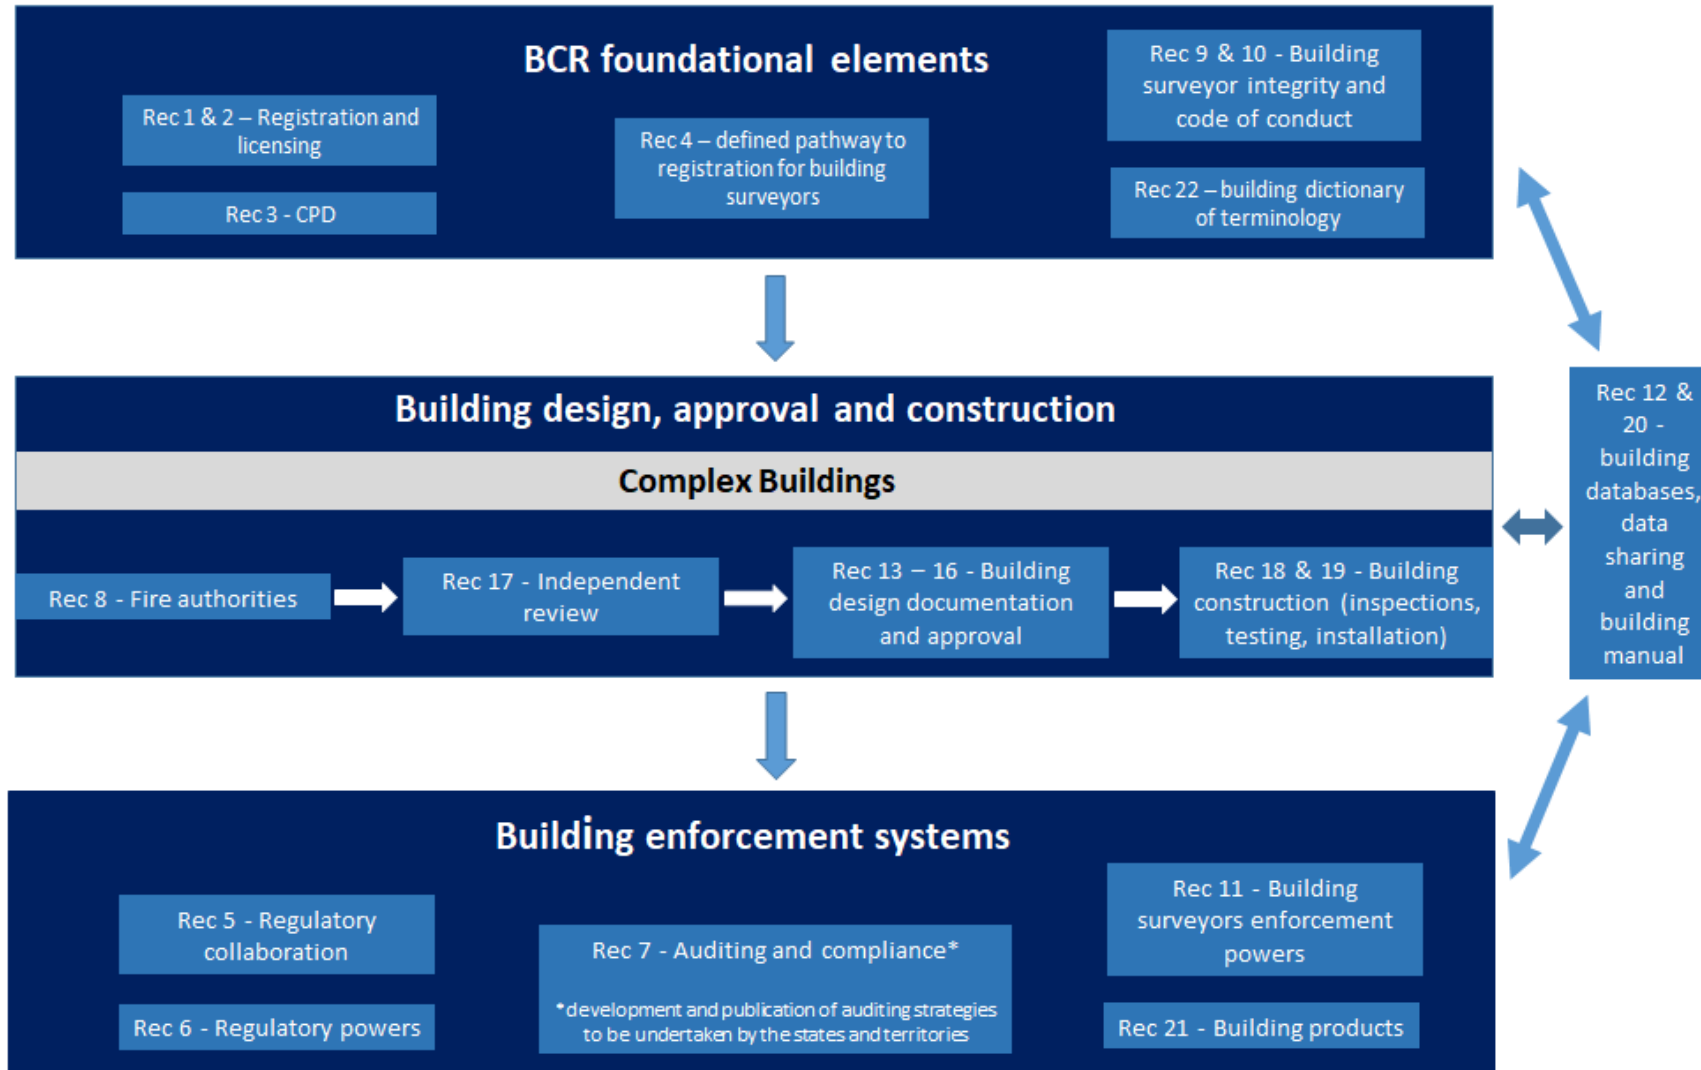 BCR foundational elements
Rec 1 & 2 – Registration and
licensing
Rec 3 - CPD
Rec 4 – defined pathway to
registration for building
surveyors
Rec 9 & 10 - Building
surveyor integrity and
code of conduct
Rec 22 – building dictionary
of terminology
Building design, approval and construction
Complex Buildings
Rec 8 - Fire authorities
Rec 17 - Independent
review
Rec 13 – 16 - Building
design documentation
and approval
Rec 18 & 19 - Building
construction (inspections,
testing, installation)
Rec 12 &
20 -
building
databases,
data
sharing
and
building
manual
Building enforcement systems
Rec 5 - Regulatory
collaboration
Rec 6 - Regulatory powers
Rec 7 - Auditing and compliance*
*development and publication of auditing strategies
to be undertaken by the states and territories
Rec 11 - Building
surveyors enforcement
powers
Rec 21 - Building products